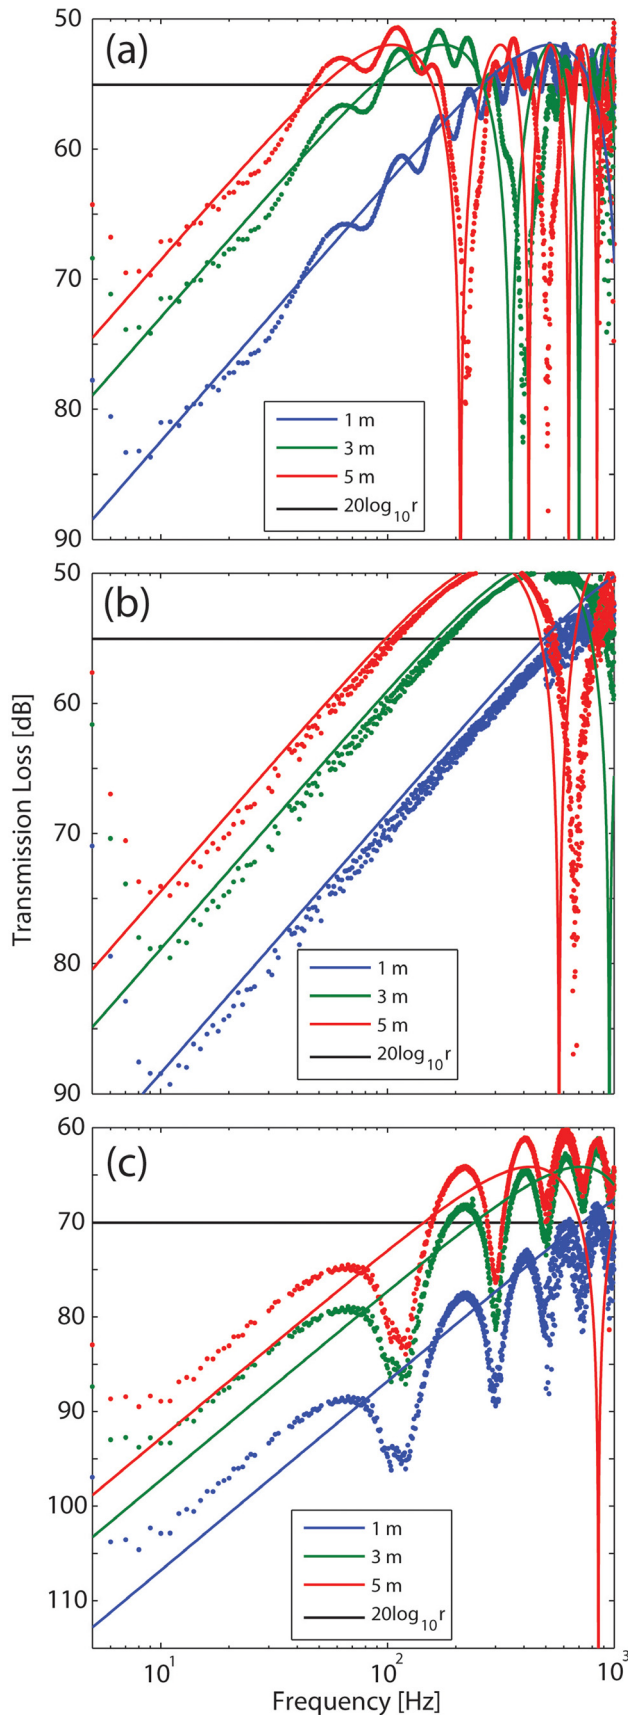 (a)
50
60
70
80
90
1 m
3 m
5 m
20log₁₀r
(b)
50
60
70
80
90
Transmission Loss [dB]
1 m
3 m
5 m
20log₁₀r
(c)
60
70
80
90
100
110
1 m
3 m
5 m
20log₁₀r
10¹ 10² 10³
Frequency [Hz]